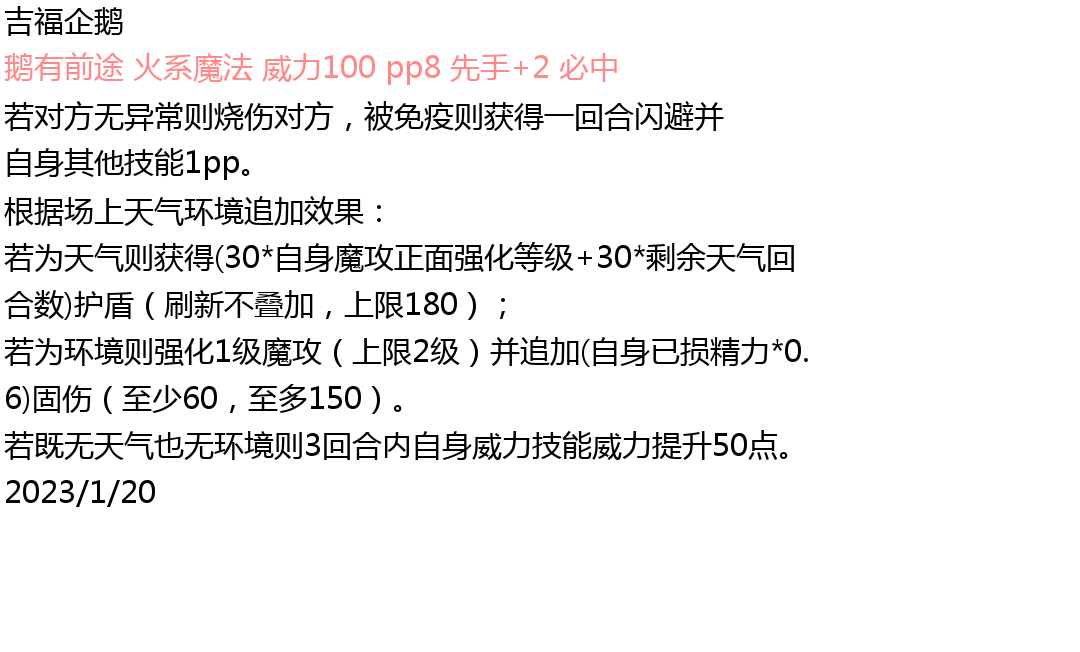 吉福企鹅
鹅有前途 火系魔法 威力100 pp8 先手+2 必中
若对方无异常则烧伤对方，被免疫则获得一回合闪避并
自身其他技能1pp。
根据场上天气环境追加效果：
若为天气则获得(30*自身魔攻正面强化等级+30*剩余天气回
合数)护盾（刷新不叠加，上限180）；
若为环境则强化1级魔攻（上限2级）并追加(自身已损精力*0.
6)固伤（至少60，至多150）。
若既无天气也无环境则3回合内自身威力技能威力提升50点。
2023/1/20